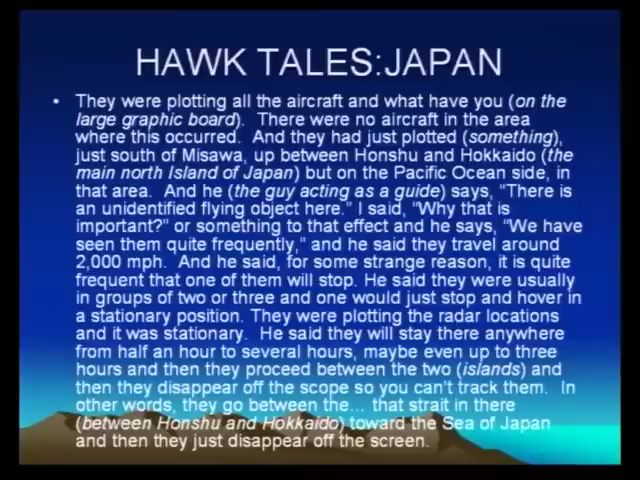 HAWK TALES:JAPAN
• They were plotting all the aircraft and what have you (on the
large graphic board). There were no aircraft in the area
where this occurred. And they had just plotted (something),
just south of Misawa, up between Honshu and Hokkaido (the
main north Island of Japan) but on the Pacific Ocean side, in
that area. And he (the guy acting as a guide) says, “There is
an unidentified flying object here.” I said, “Why that is
important?” or something to that effect and he says, “We have
seen them quite frequently,” and he said they travel around
2,000 mph. And he said, for some strange reason, it is quite
frequent that one of them will stop. He said they were usually
in groups of two or three and one would just stop and hover in
a stationary position. They were plotting the radar locations
and it was stationary. He said they will stay there anywhere
from half an hour to several hours, maybe even up to three
hours and then they proceed between the two (islands) and
then they disappear off the scope so you can’t track them. In
other words, they go between the... that strait in there
(between Honshu and Hokkaido) toward the Sea of Japan
and then they just disappear off the screen.